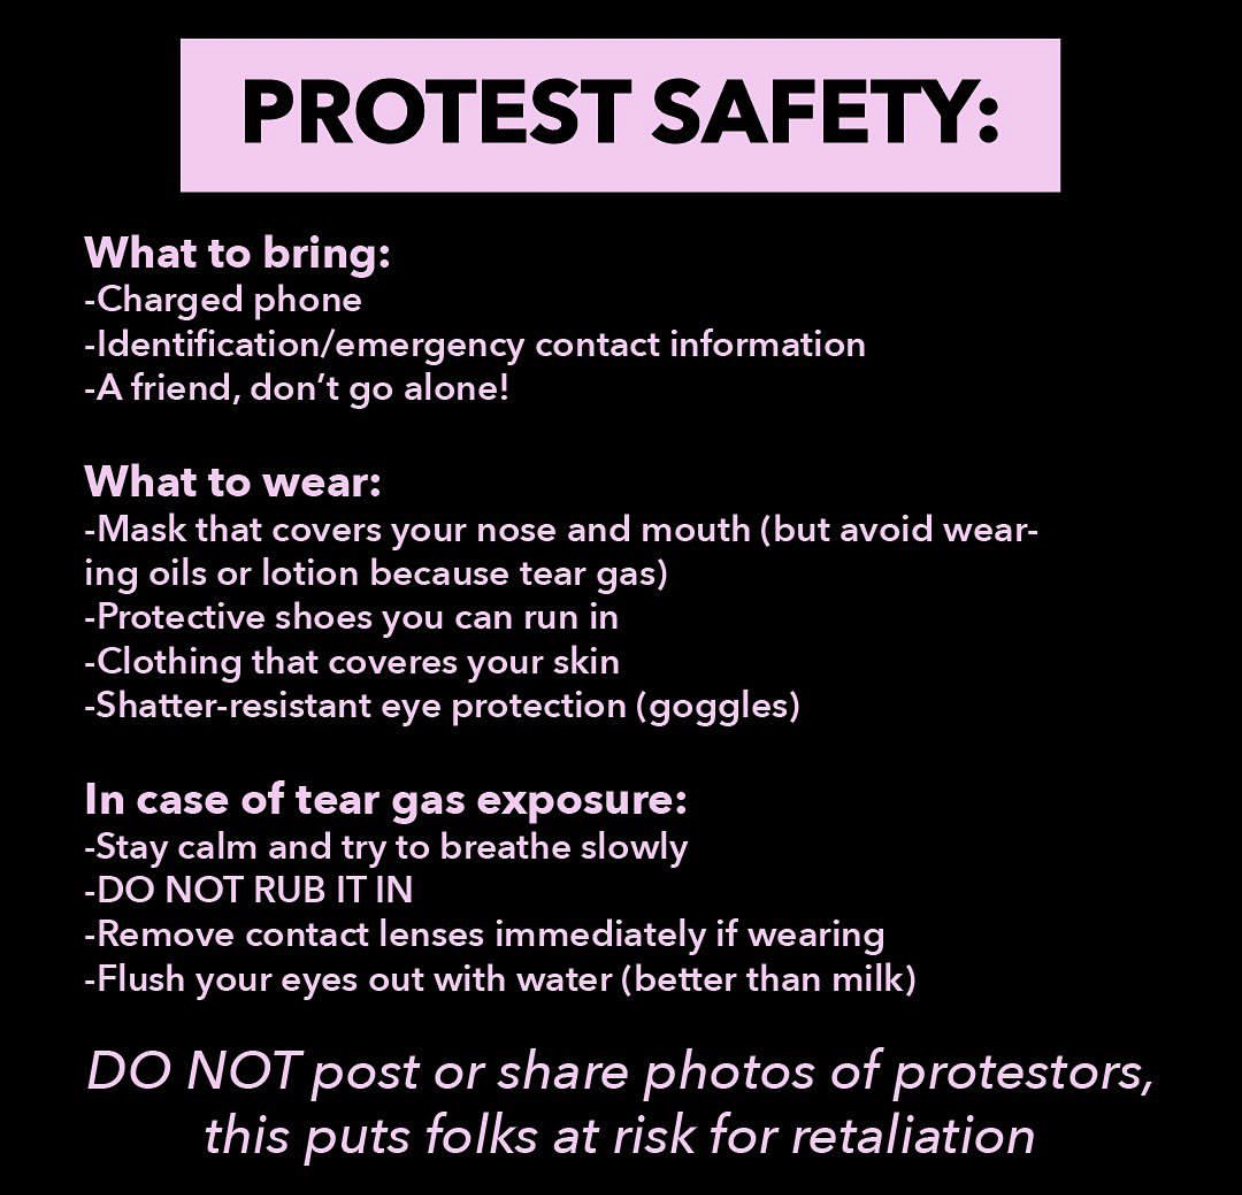 PROTEST SAFETY:
What to bring:
-Charged phone
-Identification/emergency contact information
-A friend, don’t go alone!
What to wear:
-Mask that covers your nose and mouth (but avoid wear-
ing oils or lotion because tear gas)
-Protective shoes you can run in
-Clothing that coveres your skin
-Shatter-resistant eye protection (goggles)
In case of tear gas exposure:
-Stay calm and try to breathe slowly
-DO NOT RUB IT IN
-Remove contact lenses immediately if wearing
-Flush your eyes out with water (better than milk)
DO NOT post or share photos of protestors,
this puts folks at risk for retaliation